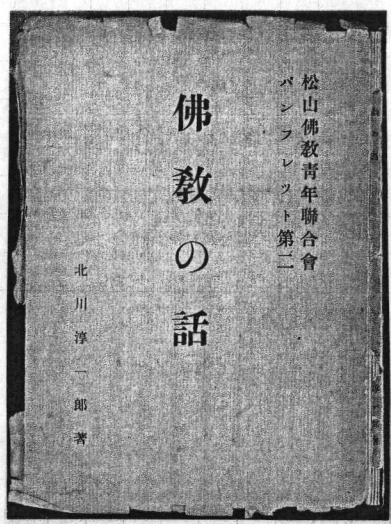 松山佛教青年聯合會
パンフレット第二
佛教の話
北川淳一郎著